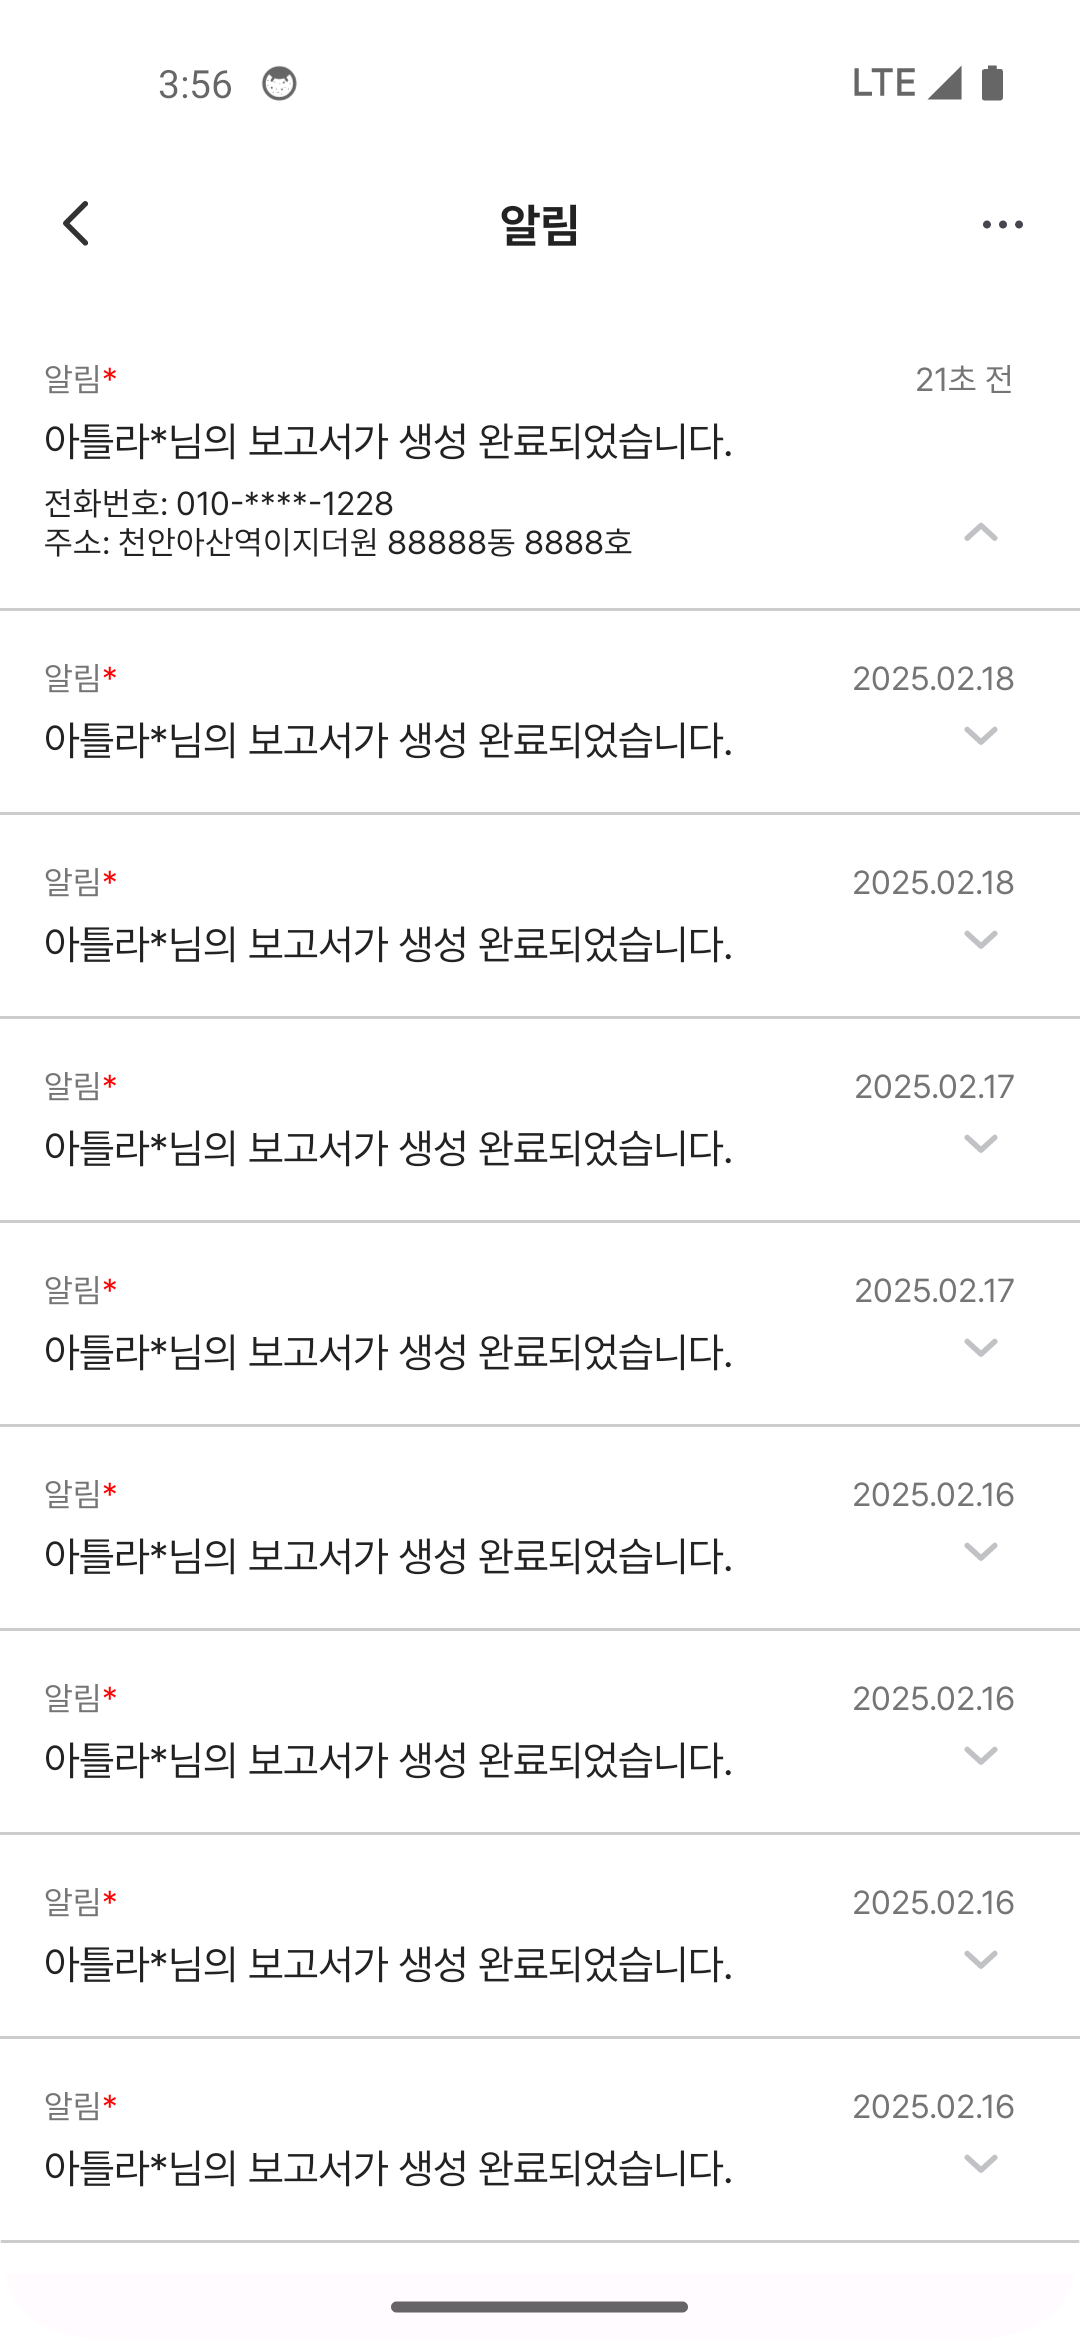 3:56
LTE
알림
알림*
21초 전
아틀라*님의 보고서가 생성 완료되었습니다.
전화번호: 010-****-1228
주소: 천안아산역이지더원 88888동 8888호
알림*
2025.02.18
아틀라*님의 보고서가 생성 완료되었습니다.
알림*
2025.02.18
아틀라*님의 보고서가 생성 완료되었습니다.
알림*
2025.02.17
아틀라*님의 보고서가 생성 완료되었습니다.
알림*
2025.02.17
아틀라*님의 보고서가 생성 완료되었습니다.
알림*
2025.02.16
아틀라*님의 보고서가 생성 완료되었습니다.
알림*
2025.02.16
아틀라*님의 보고서가 생성 완료되었습니다.
알림*
2025.02.16
아틀라*님의 보고서가 생성 완료되었습니다.
알림*
2025.02.16
아틀라*님의 보고서가 생성 완료되었습니다.